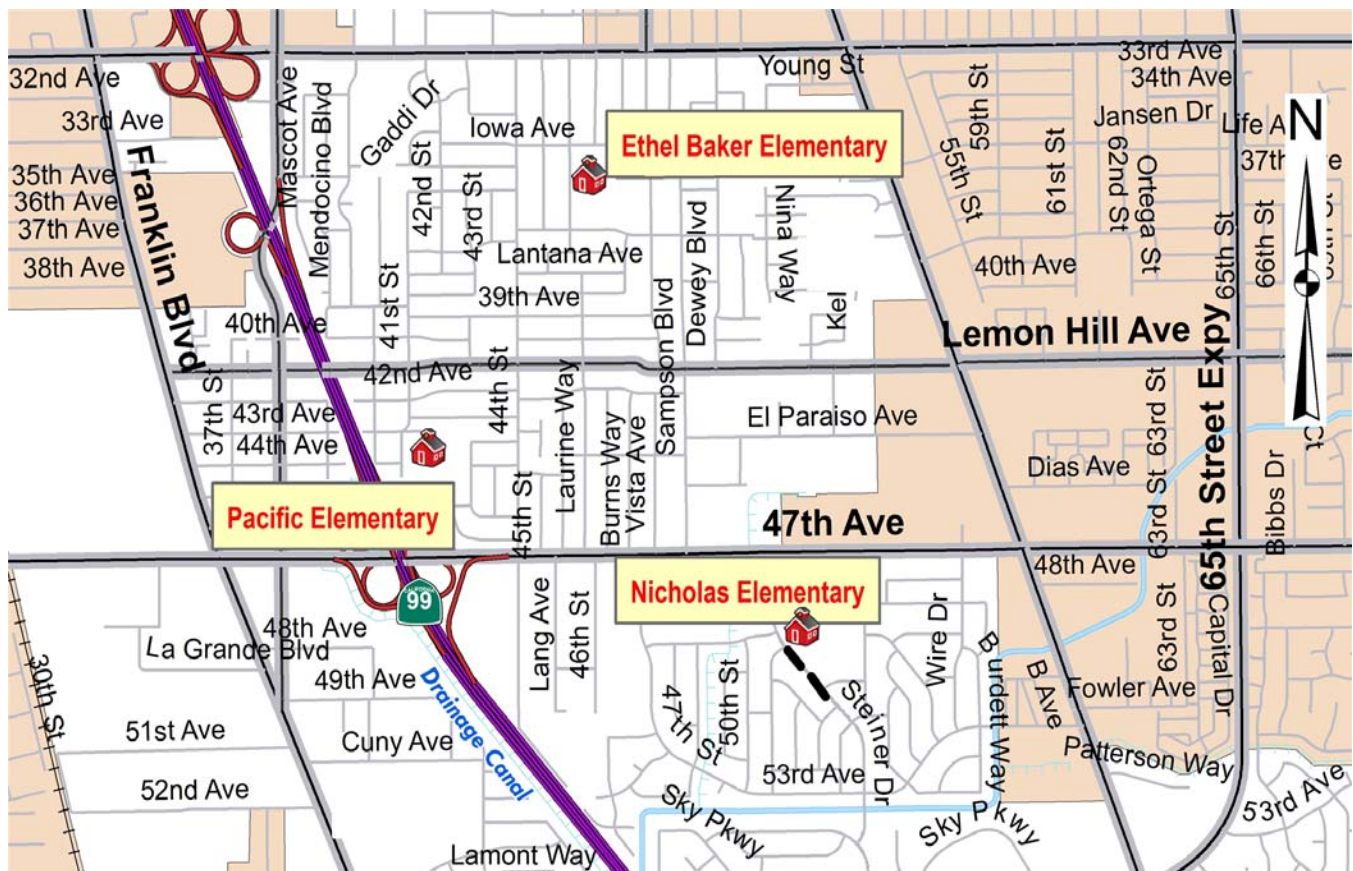 33rd Ave
34th Ave
32nd Ave
Young St
Mascot Ave
Mendocino Blvd
Gaddi Dr
Iowa Ave
Ethel Baker Elementary
59th St
Jansen Dr
33rd Ave
N
37th
35th Ave
36th Ave
37th Ave
38th Ave
Franklin Blvd
42nd St
43rd St
Nina Way
55th St
61st St
62nd St
Ortega St
65th St
66th St
Lantana Ave
Dewey Blvd
40th Ave
41st St
39th Ave
Sampson Blvd
Kel
40th Ave
Lemon Hill Ave
65th Street Expy
42nd Ave
37th St
43rd Ave
44th Ave
44th St
Laurine Way
Burns Way
Vista Ave
El Paraiso Ave
63rd St
63rd St
Dias Ave
Ct
Bibbs Dr
Pacific Elementary
45th St
47th Ave
48th Ave
CALIFORNIA
99
Nicholas Elementary
Lang Ave
46th St
48th Ave
La Grande Blvd
49th Ave
30th St
Drainage Canal
51st Ave
Cuny Ave
52nd Ave
47th St
50th St
Steiner Dr
53rd Ave
Wire Dr
Burdett Way
B Ave
Fowler Ave
63rd St
Capital Dr
Patterson Way
53rd Ave
Sky Pkwy
Sky Pkwy
Lamont Way